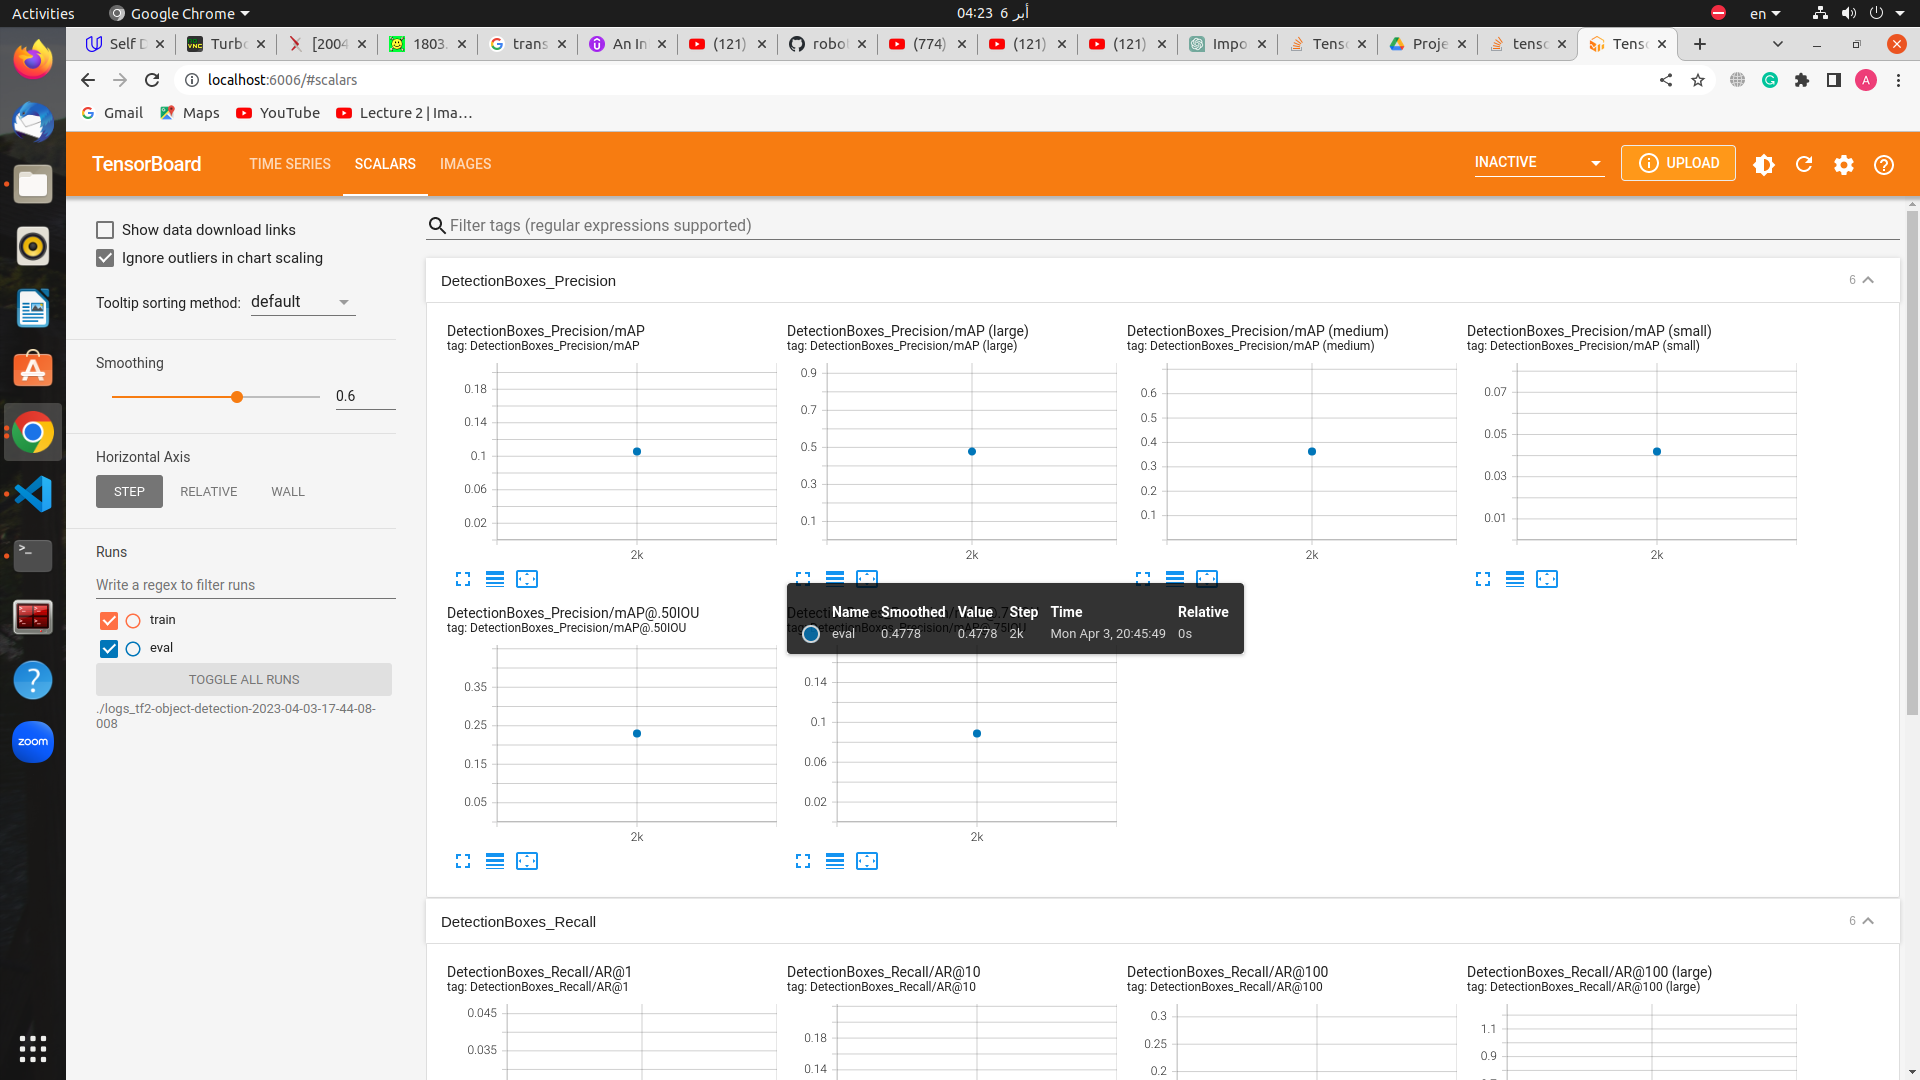 Activities
Google Chrome
04:23 6 أبر
en
Self D
Turbo
[2004
1803.
trans
An In
(121)
robo
(774)
(121)
(121)
Impo
Tenso
Proje
tenso
Tenso
localhost:6006/#scalars
A
Gmail
Maps
YouTube
Lecture 2 | Ima...
TensorBoard
TIME SERIES
SCALARS
IMAGES
INACTIVE
UPLOAD
Show data download links
Ignore outliers in chart scaling
Tooltip sorting method: default
Smoothing
0.6
Horizontal Axis
STEP
RELATIVE
WALL
Runs
Write a regex to filter runs
train
eval
TOGGLE ALL RUNS
./logs_tf2-object-detection-2023-04-03-17-44-08-
008
zoom
Filter tags (regular expressions supported)
DetectionBoxes_Precision
6
DetectionBoxes_Precision/mAP
tag: DetectionBoxes_Precision/mAP
0.18
0.14
0.1
0.06
0.02
2k
DetectionBoxes_Precision/mAP (large)
tag: DetectionBoxes_Precision/mAP (large)
0.9
0.7
0.5
0.3
0.1
2k
DetectionBoxes_Precision/mAP (medium)
tag: DetectionBoxes_Precision/mAP (medium)
0.6
0.5
0.4
0.3
0.2
0.1
2k
DetectionBoxes_Precision/mAP (small)
tag: DetectionBoxes_Precision/mAP (small)
0.07
0.05
0.03
0.01
2k
DetectionBoxes_Precision/mAP@.50IOU
tag: DetectionBoxes_Precision/mAP@.50IOU
0.35
0.25
0.15
0.05
2k
Name Smoothed Value Step Time Relative
eval 0.4778 0.4778 2k Mon Apr 3, 20:45:49 0s
tag: DetectionBoxes_Precision/mAP@.75IOU
0.14
0.1
0.06
0.02
2k
DetectionBoxes_Recall
6
DetectionBoxes_Recall/AR@1
tag: DetectionBoxes_Recall/AR@1
0.045
0.035
DetectionBoxes_Recall/AR@10
tag: DetectionBoxes_Recall/AR@10
0.18
0.14
DetectionBoxes_Recall/AR@100
tag: DetectionBoxes_Recall/AR@100
0.3
0.25
0.2
DetectionBoxes_Recall/AR@100 (large)
tag: DetectionBoxes_Recall/AR@100 (large)
1.1
0.9